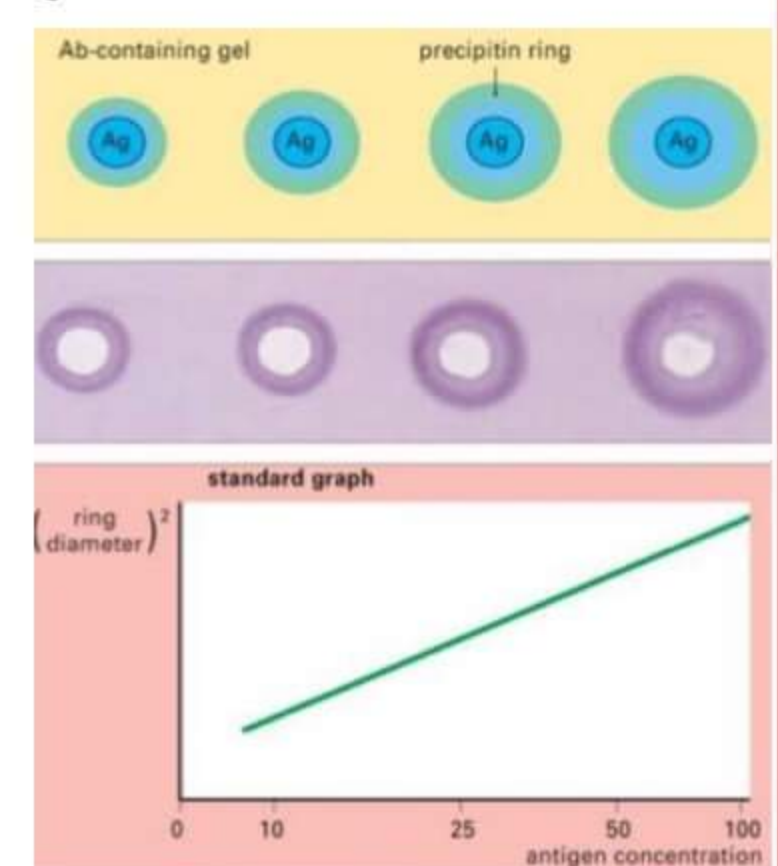 Ab-containing gel precipitin ring
Ag Ag Ag Ag
standard graph
(ring diameter)²
0 10 25 50 100
antigen concentration